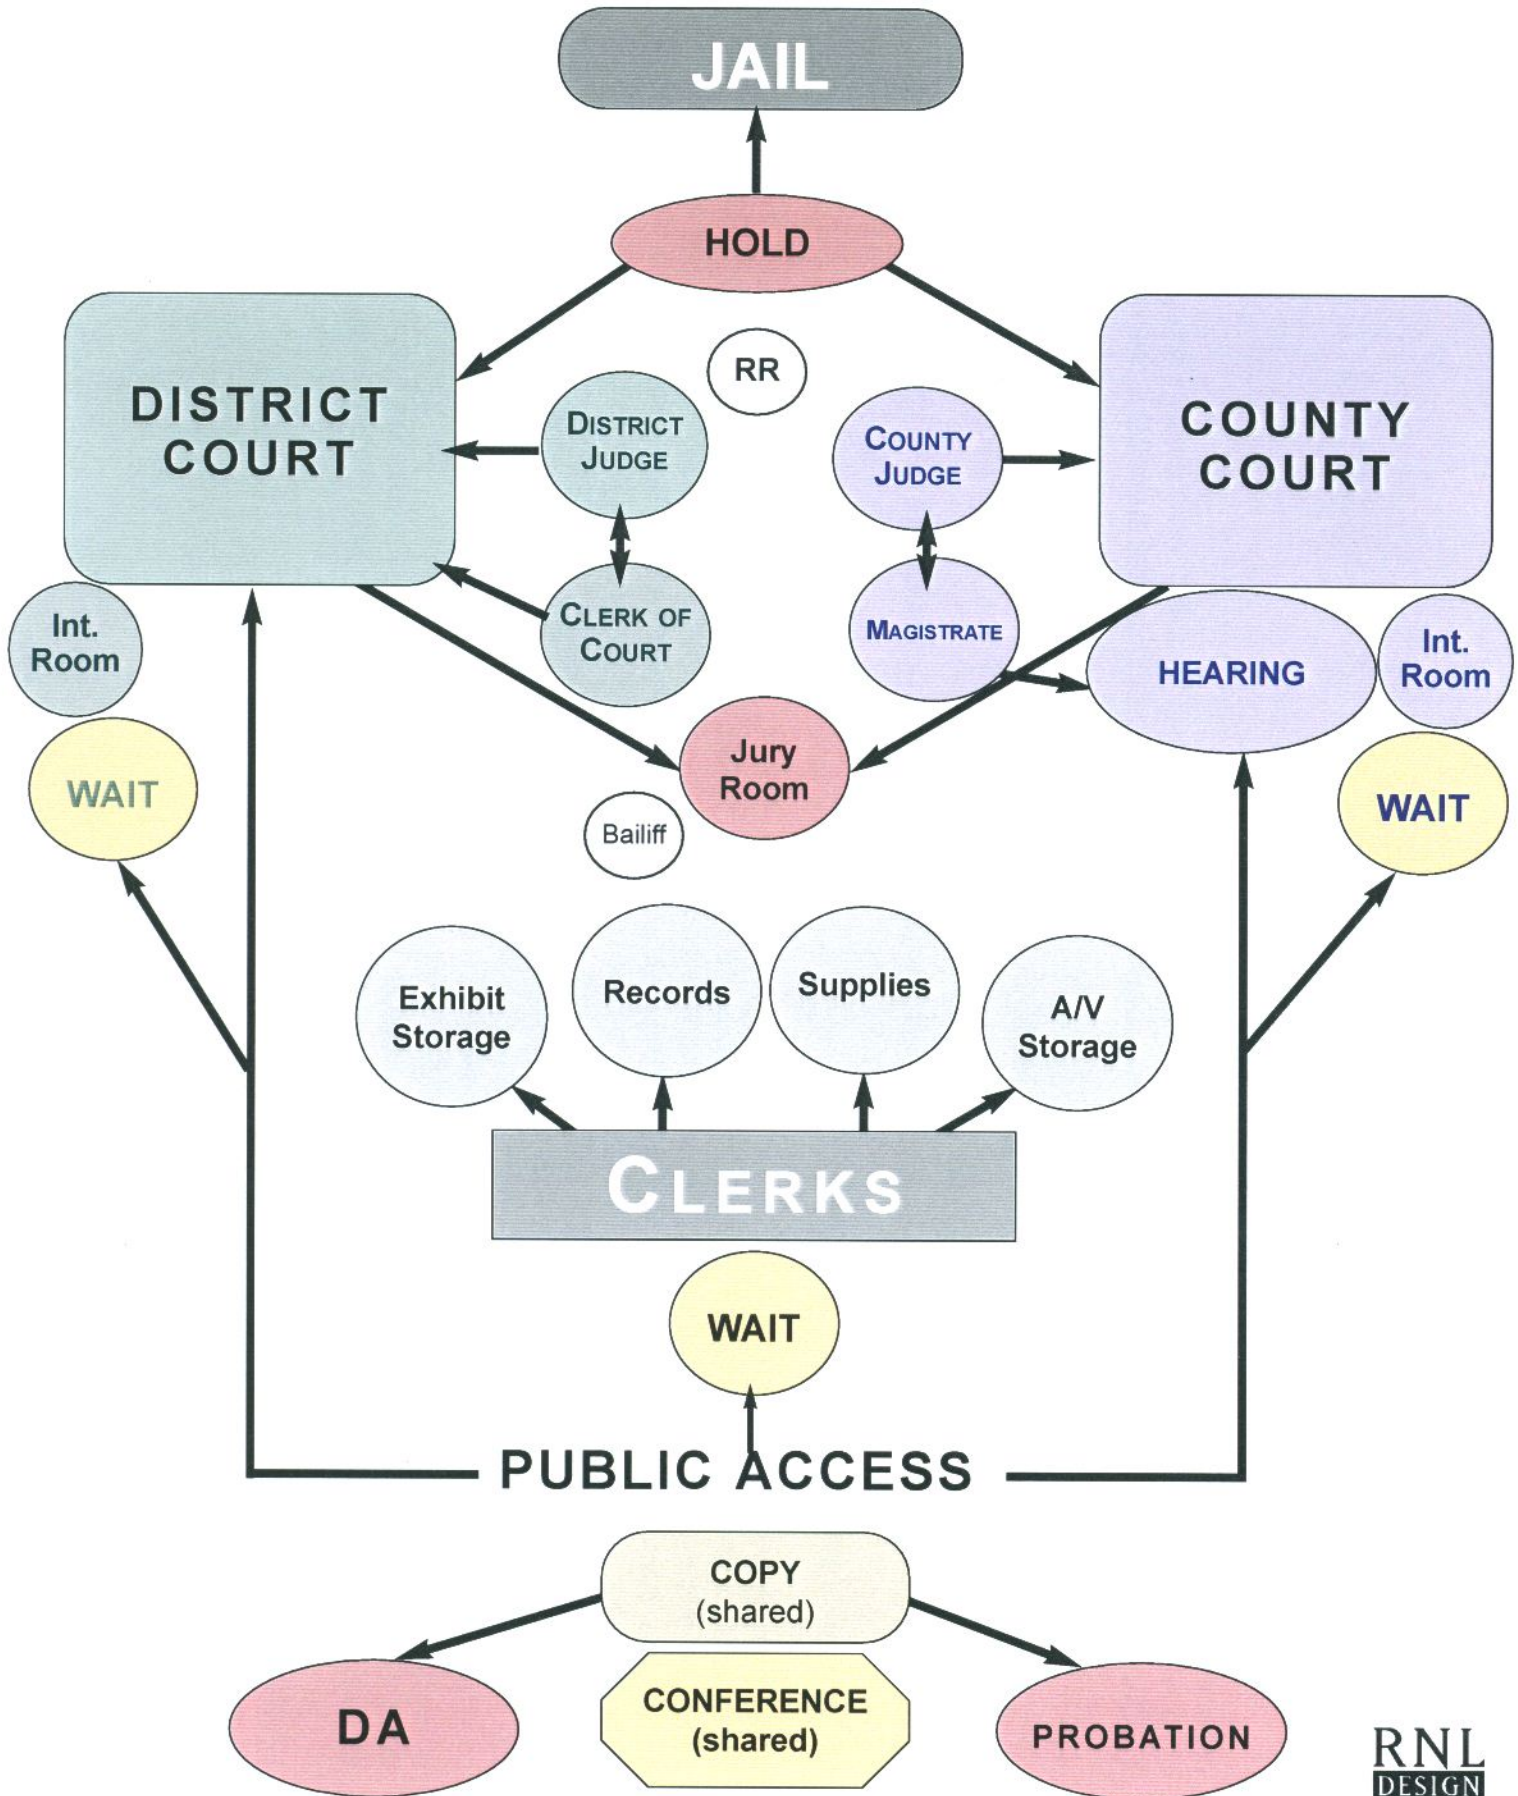 JAIL
HOLD
RR
DISTRICT
COURT
DISTRICT
JUDGE
COUNTY
JUDGE
COUNTY
COURT
Int.
Room
CLERK OF
COURT
MAGISTRATE
HEARING
Int.
Room
WAIT
Jury
Room
WAIT
Bailiff
Exhibit
Storage
Records
Supplies
A/V
Storage
CLERKS
WAIT
PUBLIC ACCESS
COPY
(shared)
DA
CONFERENCE
(shared)
PROBATION
RNL
DESIGN